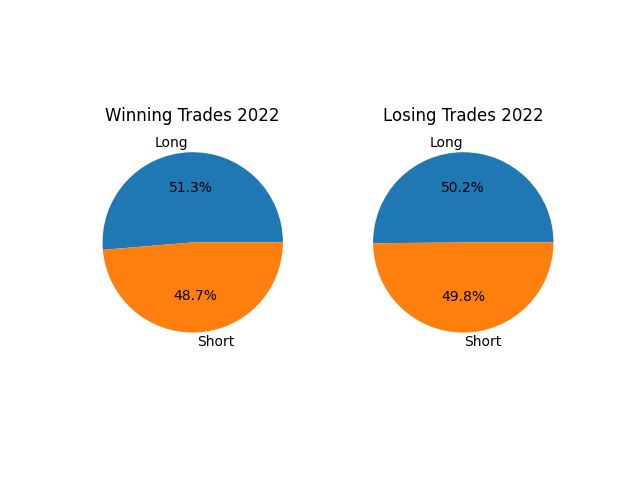 Winning Trades 2022
Long
51.3%
48.7%
Short
Losing Trades 2022
Long
50.2%
49.8%
Short